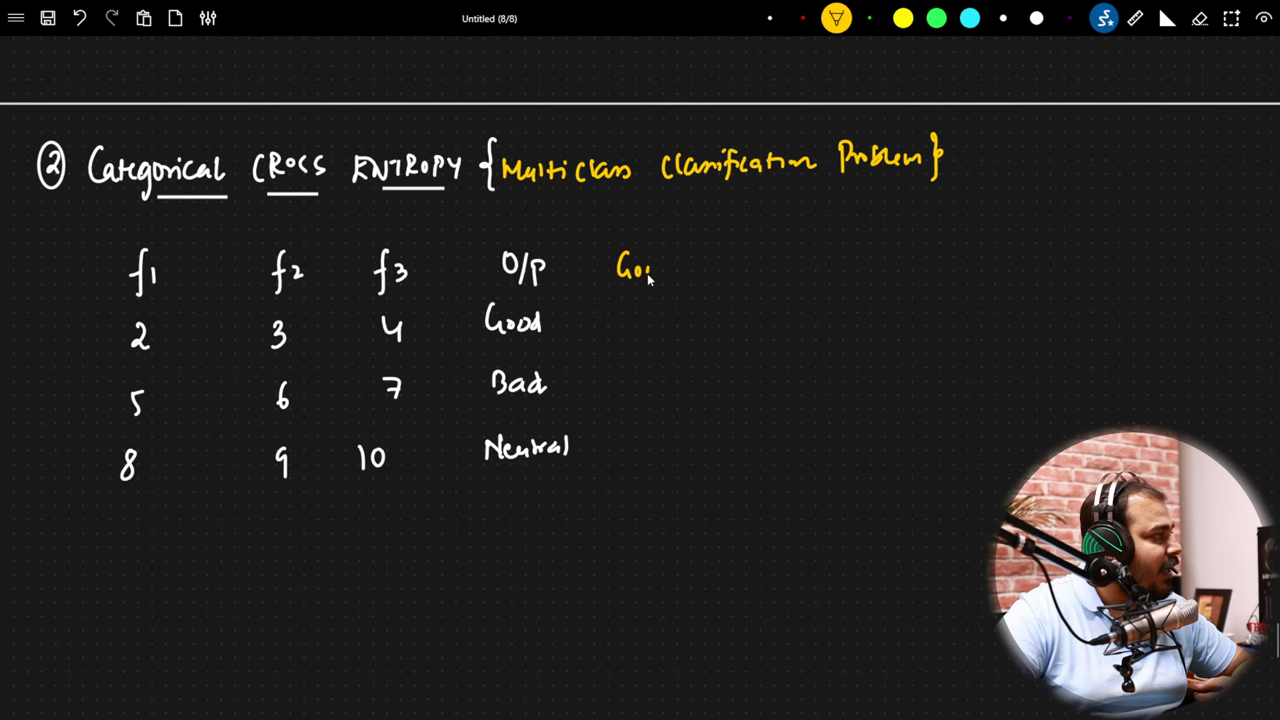 Untitled (8/8)
② Categorical CROSS ENTROPY {Multiclass Classification Problem}
f1 f2 f3 O/P Goo
2 3 4 Good
5 6 7 Bad
8 9 10 Neutral